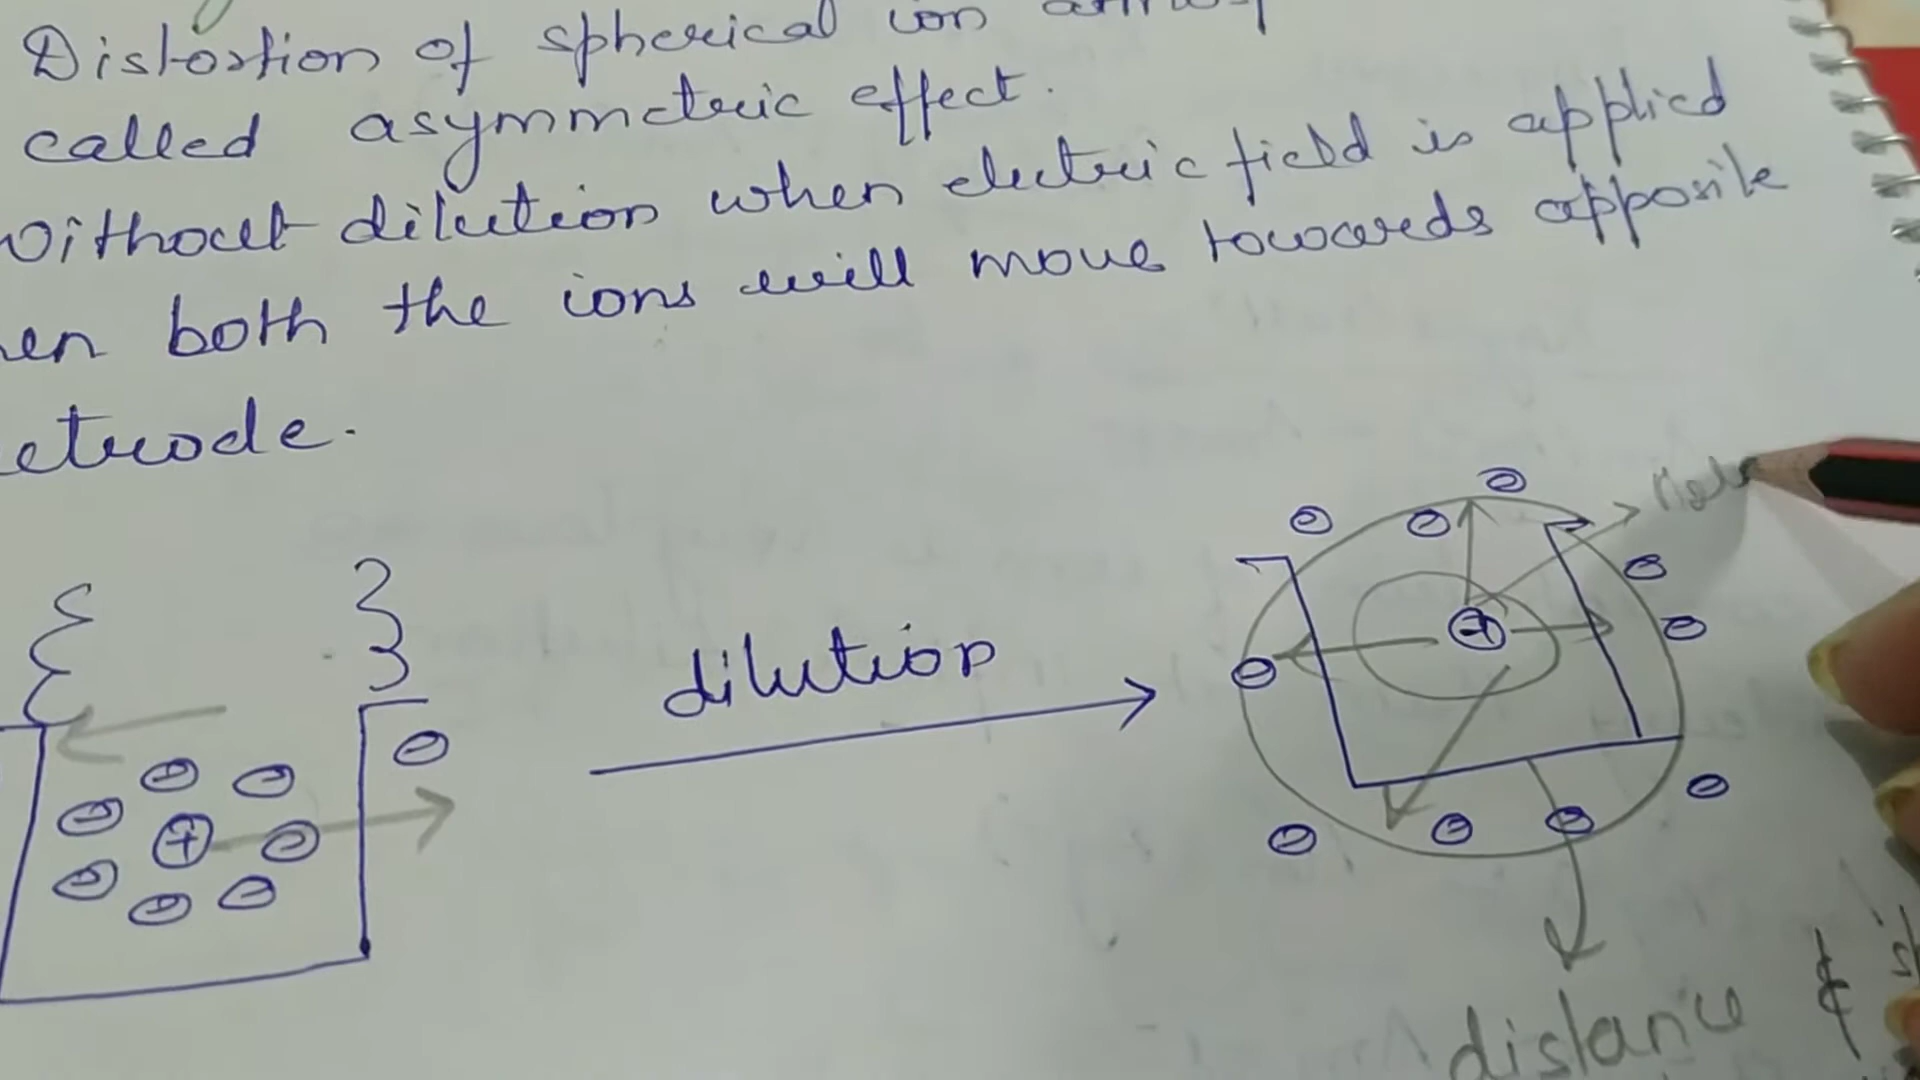 Distortion of spherical ion
called asymmetric effect.
without dilution when electric field is applied
both the ions will move towards opposite
etrode.
dilution
distance &